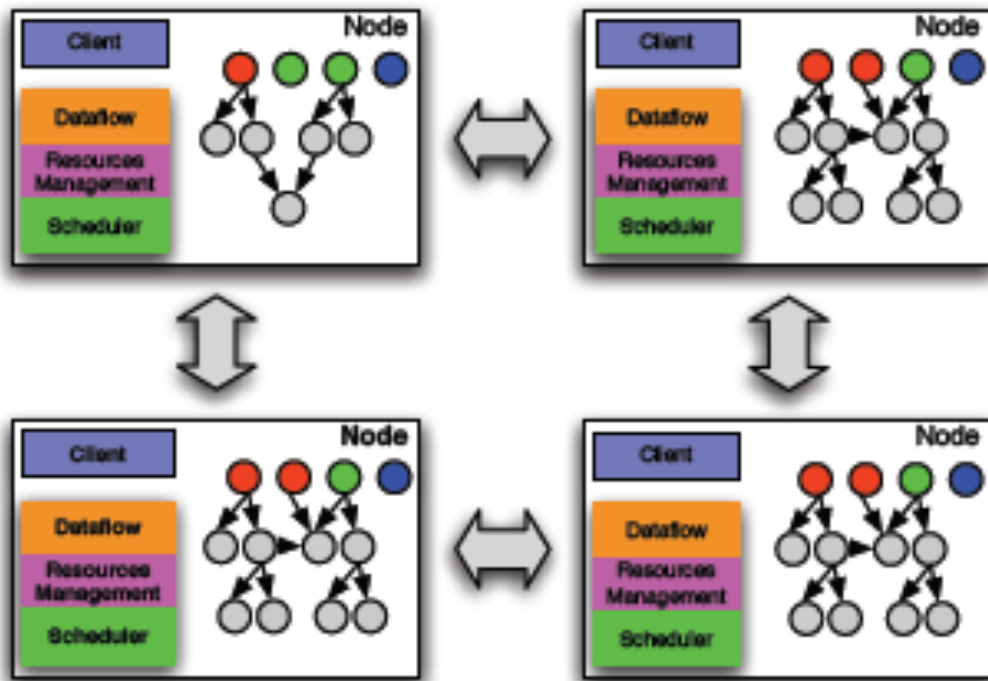 Node
Client
Dataflow
Resources
Management
Scheduler
Node
Client
Dataflow
Resources
Management
Scheduler
Node
Client
Dataflow
Resources
Management
Scheduler
Node
Client
Dataflow
Resources
Management
Scheduler